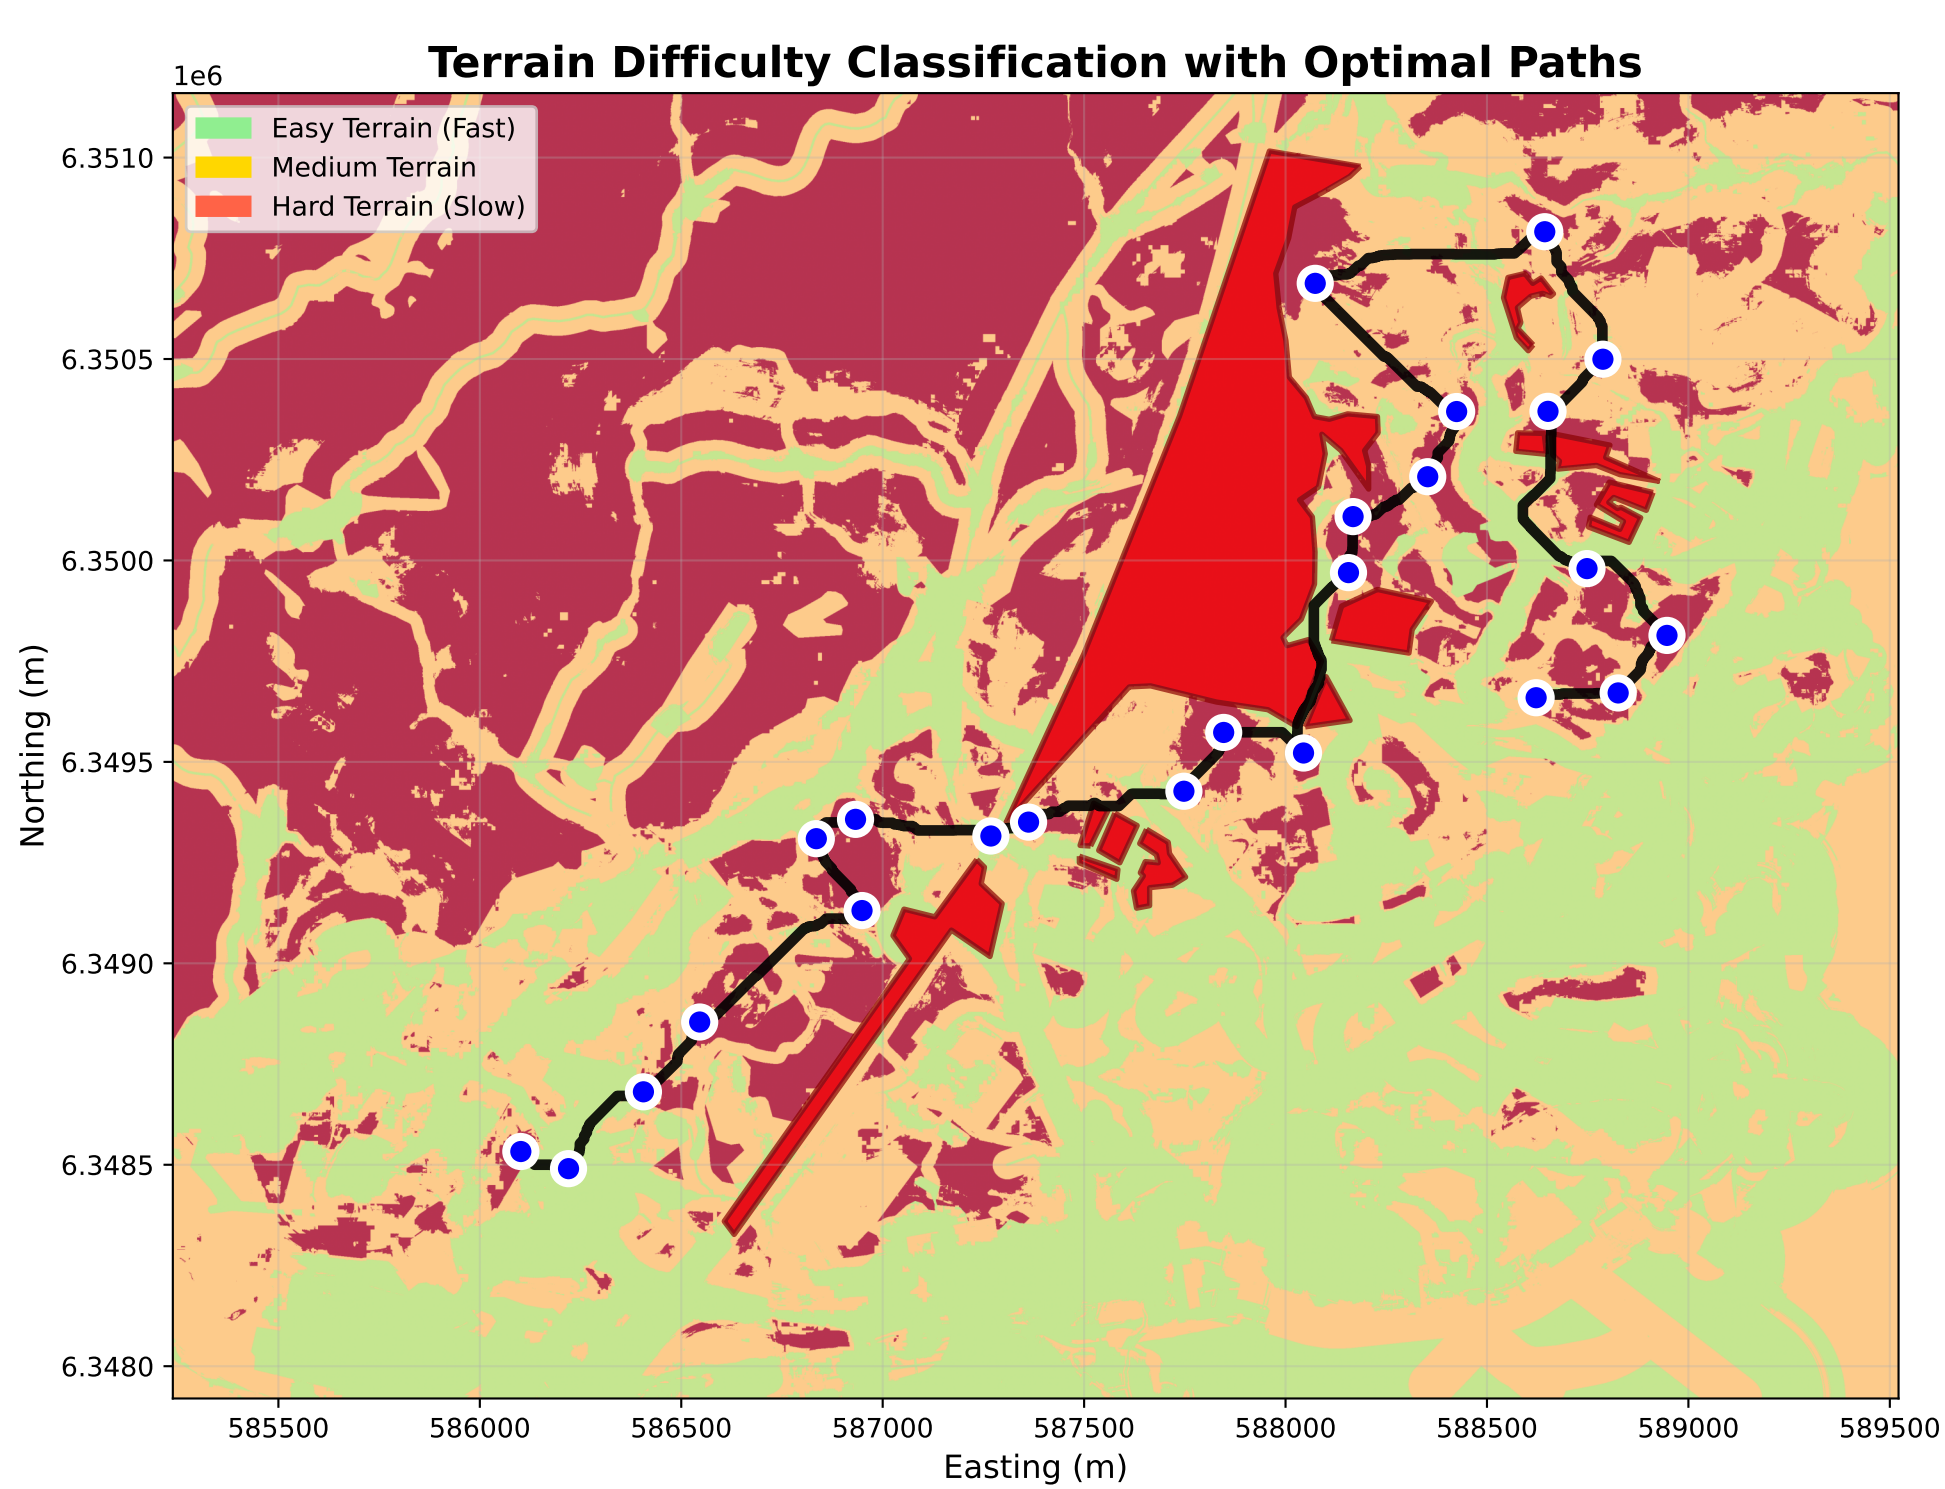 Terrain Difficulty Classification with Optimal Paths
1e6
Easy Terrain (Fast)
Medium Terrain
Hard Terrain (Slow)
6.3510
6.3505
6.3500
6.3495
6.3490
6.3485
6.3480
Northing (m)
585500 586000 586500 587000 587500 588000 588500 589000 589500
Easting (m)